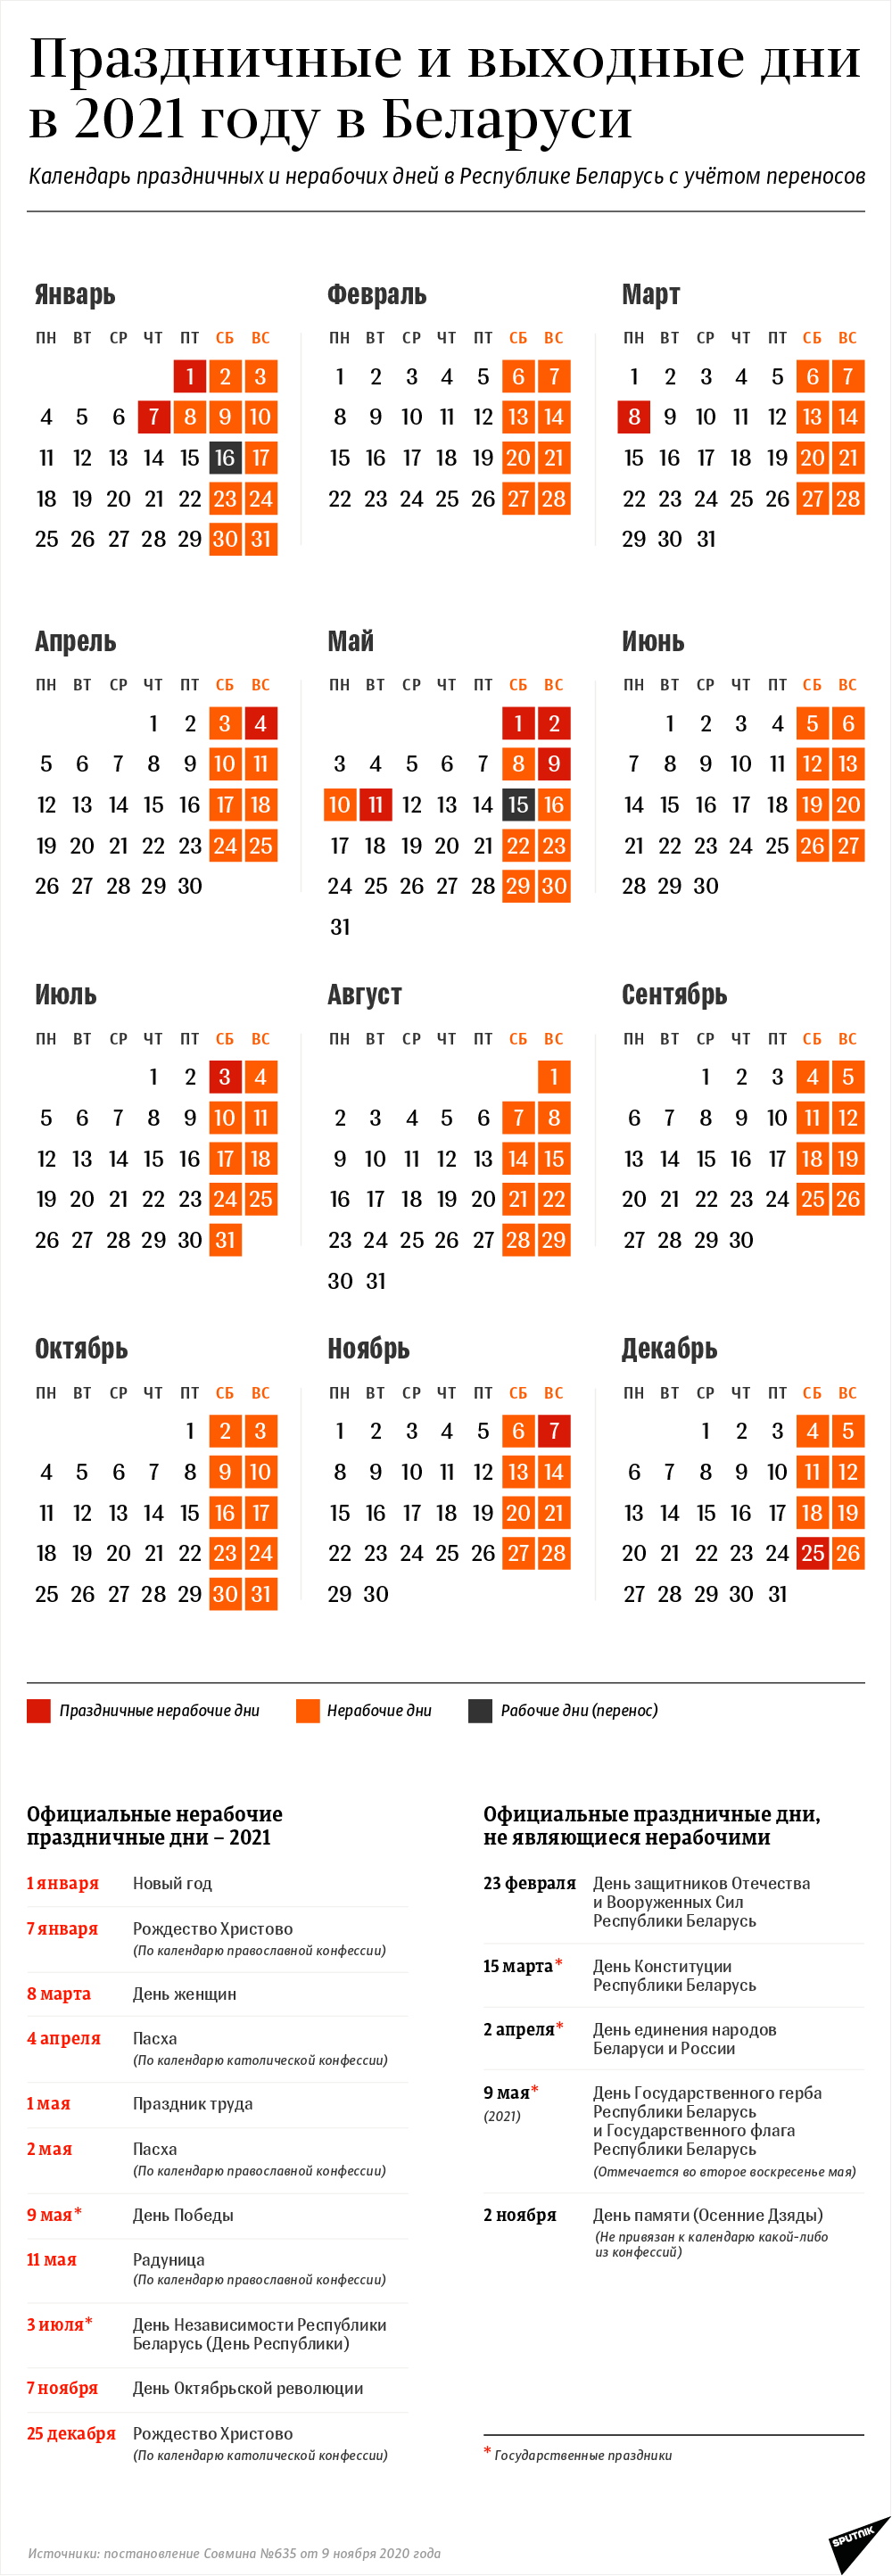 Праздничные и выходные дни
в 2021 году в Беларуси
Календарь праздничных и нерабочих дней в Республике Беларусь с учётом переносов
Январь
ПН ВТ СР ЧТ ПТ СБ ВС
1 2 3
4 5 6 7 8 9 10
11 12 13 14 15 16 17
18 19 20 21 22 23 24
25 26 27 28 29 30 31
Февраль
ПН ВТ СР ЧТ ПТ СБ ВС
1 2 3 4 5 6 7
8 9 10 11 12 13 14
15 16 17 18 19 20 21
22 23 24 25 26 27 28
Март
ПН ВТ СР ЧТ ПТ СБ ВС
1 2 3 4 5 6 7
8 9 10 11 12 13 14
15 16 17 18 19 20 21
22 23 24 25 26 27 28
29 30 31
Апрель
ПН ВТ СР ЧТ ПТ СБ ВС
1 2 3 4
5 6 7 8 9 10 11
12 13 14 15 16 17 18
19 20 21 22 23 24 25
26 27 28 29 30
Май
ПН ВТ СР ЧТ ПТ СБ ВС
1 2
3 4 5 6 7 8 9
10 11 12 13 14 15 16
17 18 19 20 21 22 23
24 25 26 27 28 29 30
31
Июнь
ПН ВТ СР ЧТ ПТ СБ ВС
1 2 3 4 5 6
7 8 9 10 11 12 13
14 15 16 17 18 19 20
21 22 23 24 25 26 27
28 29 30
Июль
ПН ВТ СР ЧТ ПТ СБ ВС
1 2 3 4
5 6 7 8 9 10 11
12 13 14 15 16 17 18
19 20 21 22 23 24 25
26 27 28 29 30 31
Август
ПН ВТ СР ЧТ ПТ СБ ВС
1
2 3 4 5 6 7 8
9 10 11 12 13 14 15
16 17 18 19 20 21 22
23 24 25 26 27 28 29
30 31
Сентябрь
ПН ВТ СР ЧТ ПТ СБ ВС
1 2 3 4 5
6 7 8 9 10 11 12
13 14 15 16 17 18 19
20 21 22 23 24 25 26
27 28 29 30
Октябрь
ПН ВТ СР ЧТ ПТ СБ ВС
1 2 3
4 5 6 7 8 9 10
11 12 13 14 15 16 17
18 19 20 21 22 23 24
25 26 27 28 29 30 31
Ноябрь
ПН ВТ СР ЧТ ПТ СБ ВС
1 2 3 4 5 6 7
8 9 10 11 12 13 14
15 16 17 18 19 20 21
22 23 24 25 26 27 28
29 30
Декабрь
ПН ВТ СР ЧТ ПТ СБ ВС
1 2 3 4 5
6 7 8 9 10 11 12
13 14 15 16 17 18 19
20 21 22 23 24 25 26
27 28 29 30 31
Праздничные нерабочие дни
Нерабочие дни
Рабочие дни (перенос)
Официальные нерабочие
праздничные дни – 2021
1 января Новый год
7 января Рождество Христово
(По календарю православной конфессии)
8 марта День женщин
4 апреля Пасха
(По календарю католической конфессии)
1 мая Праздник труда
2 мая Пасха
(По календарю православной конфессии)
9 мая* День Победы
11 мая Радуница
(По календарю православной конфессии)
3 июля* День Независимости Республики
Беларусь (День Республики)
7 ноября День Октябрьской революции
25 декабря Рождество Христово
(По календарю католической конфессии)
Официальные праздничные дни,
не являющиеся нерабочими
23 февраля День защитников Отечества
и Вооруженных Сил
Республики Беларусь
15 марта* День Конституции
Республики Беларусь
2 апреля* День единения народов
Беларуси и России
9 мая* День Государственного герба
(2021) Республики Беларусь
и Государственного флага
Республики Беларусь
(Отмечается во второе воскресенье мая)
2 ноября День памяти (Осенние Дзяды)
(Не привязан к календарю какой-либо
из конфессий)
* Государственные праздники
Источники: постановление Совмина №635 от 9 ноября 2020 года
SPUTNIK